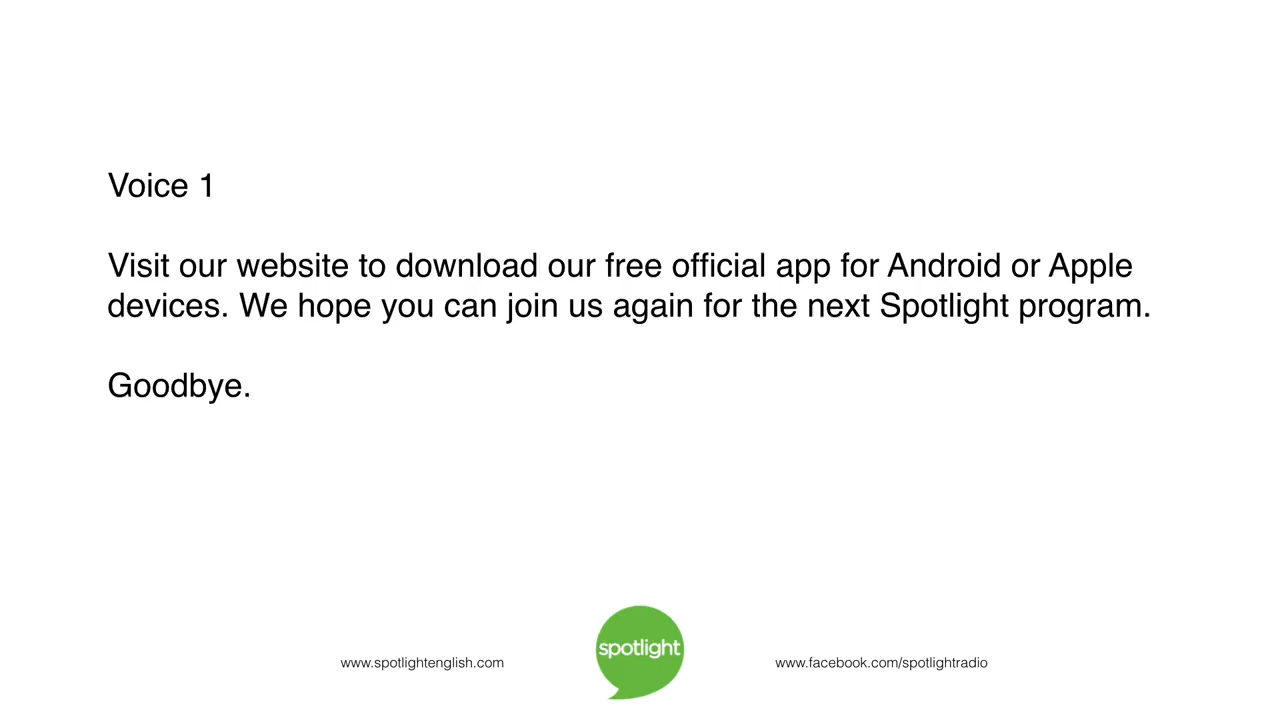 Voice 1
Visit our website to download our free official app for Android or Apple
devices. We hope you can join us again for the next Spotlight program.
Goodbye.
www.spotlightenglish.com
spotlight
www.facebook.com/spotlightradio